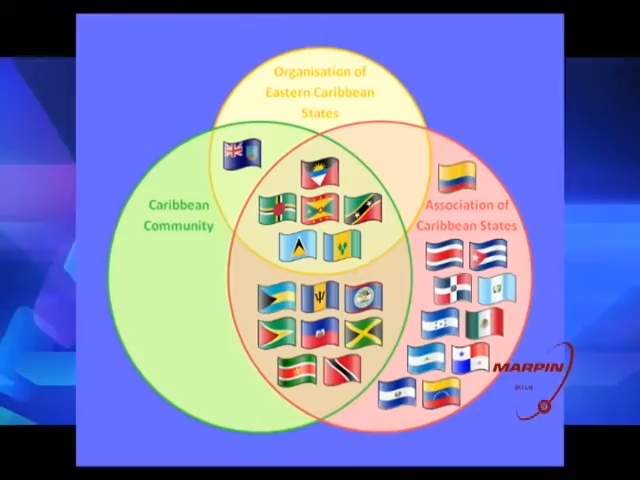 Organisation of
Eastern Caribbean
States
Caribbean
Community
Association of
Caribbean States
MARPIN